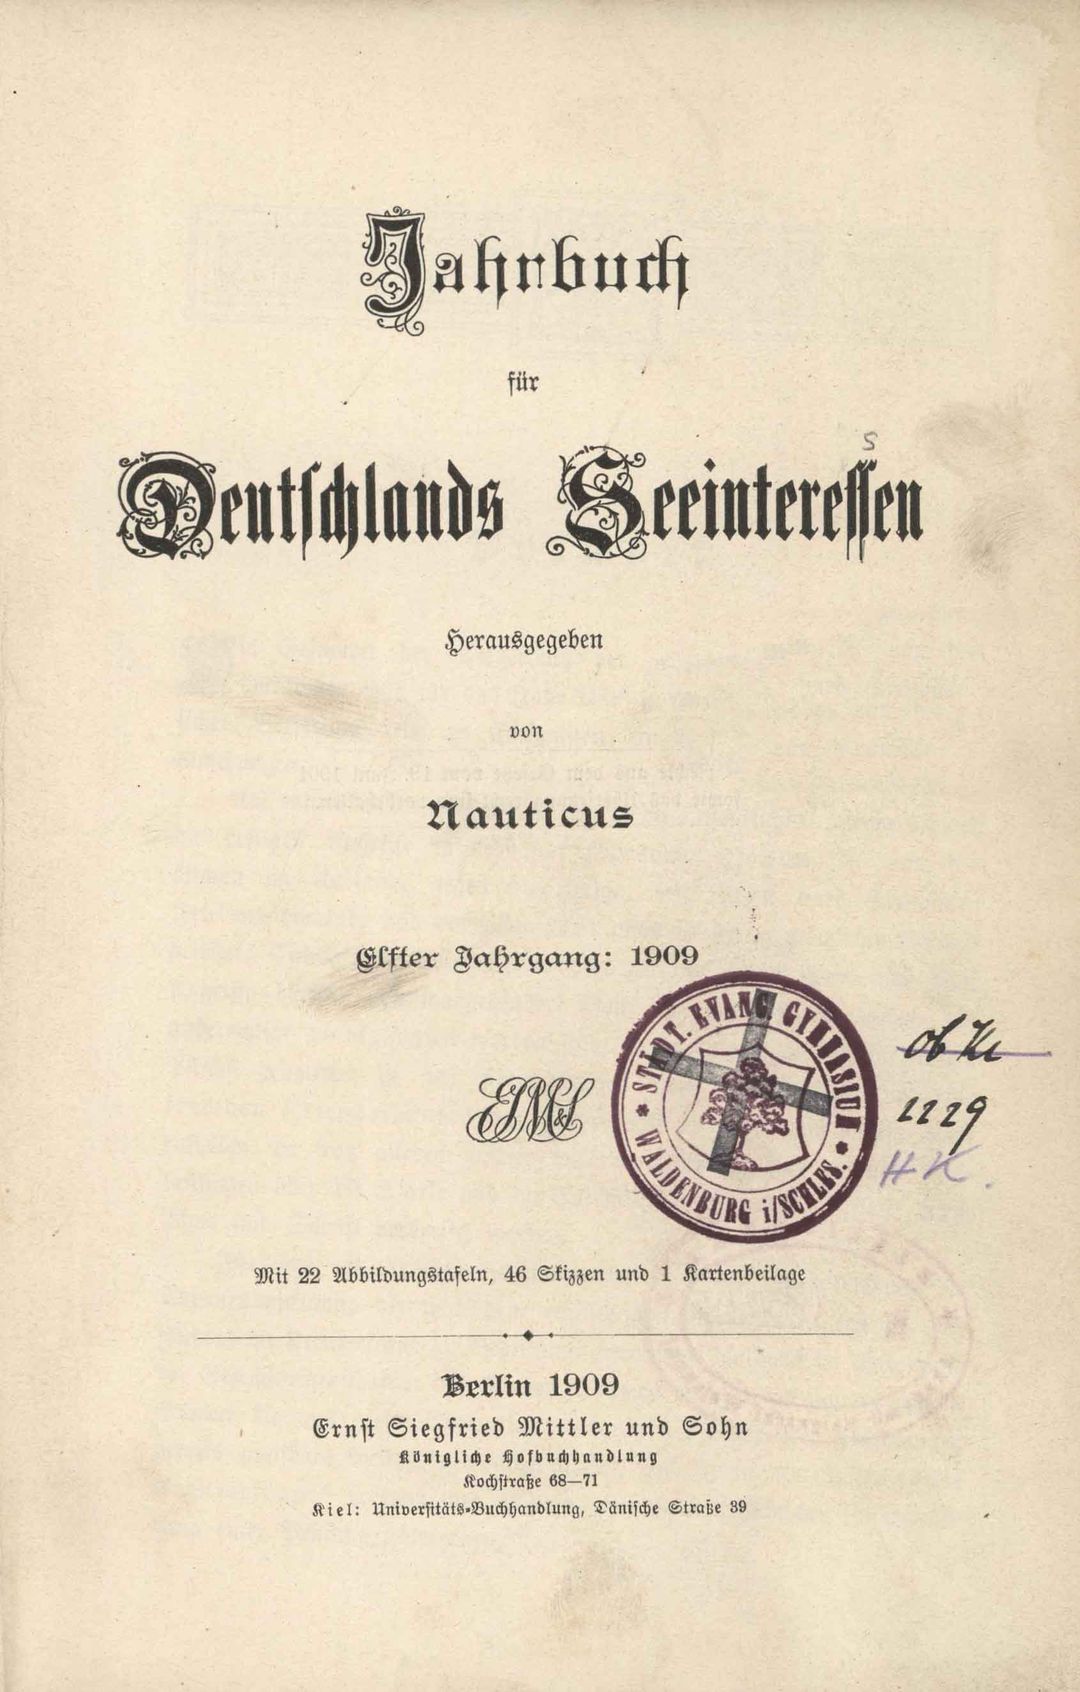 Jahrbuch
für
s
Deutschlands Seeinteressen
Herausgegeben
von
Nauticus
Elfter Jahrgang: 1909
STÄDT. EVANG. GYMNASIUM
WALDENBURG i/SCHLES.
1229
HK.
Mit 22 Abbildungstafeln, 46 Skizzen und 1 Kartenbeilage
Berlin 1909
Ernst Siegfried Mittler und Sohn
Königliche Hofbuchhandlung
Kochstraße 68—71
Kiel: Universitäts-Buchhandlung, Dänische Straße 39